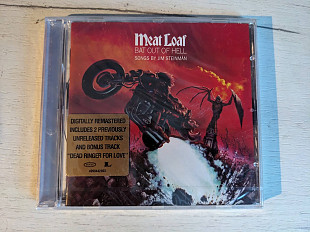 Meat Loaf
BAT OUT OF HELL
SONGS BY JIM STEINMAN
DIGITALLY REMASTERED
INCLUDES 2 PREVIOUSLY
UNRELEASED TRACKS
AND BONUS TRACK
"DEAD RINGER FOR LOVE"